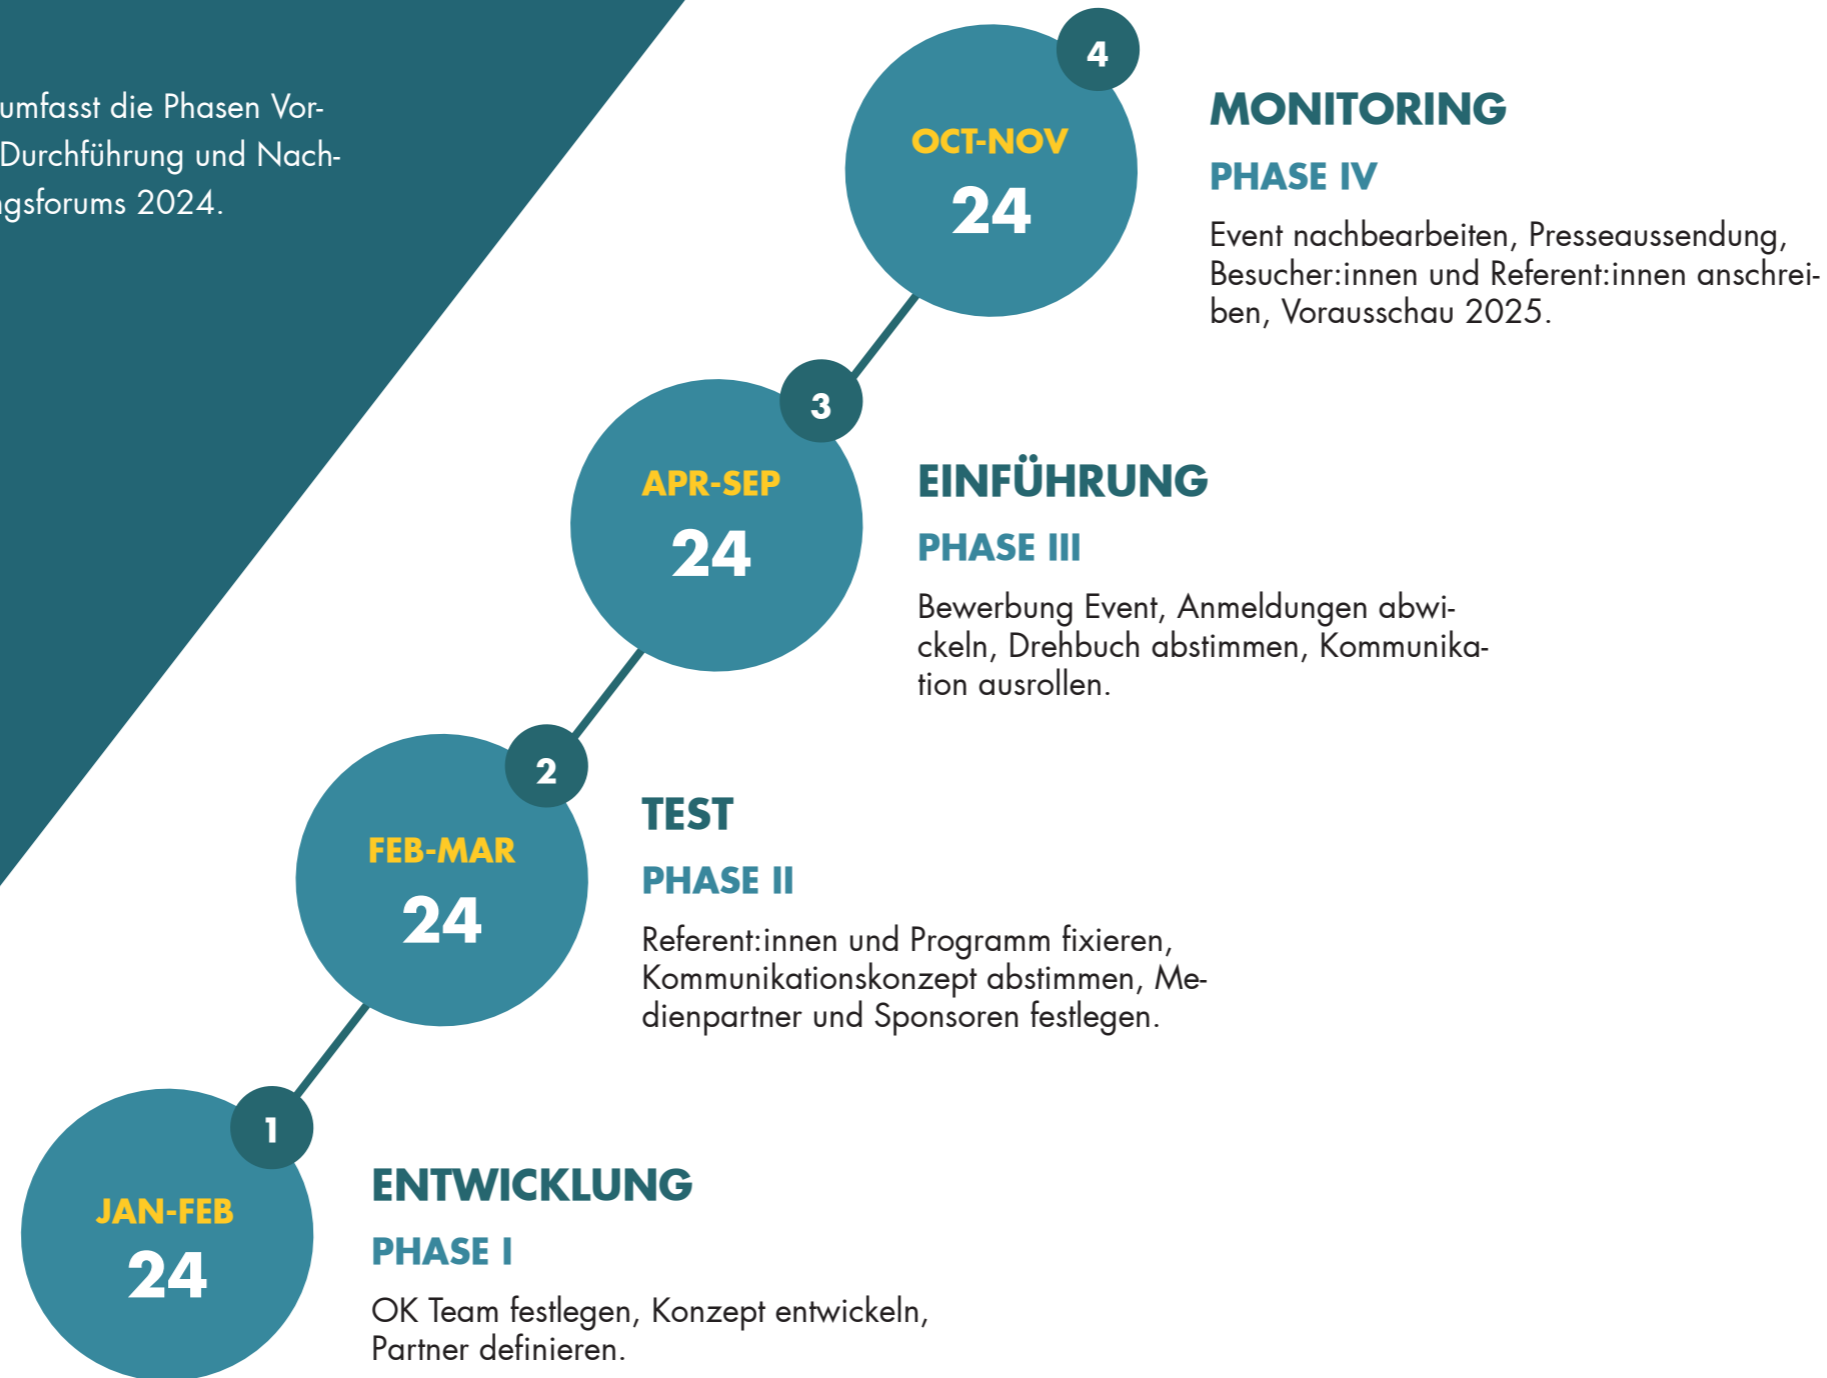 umfasst die Phasen Vor-
Durchführung und Nach-
ngsforums 2024.
4
OCT-NOV
24
MONITORING
PHASE IV
Event nachbearbeiten, Presseaussendung,
Besucher:innen und Referent:innen anschrei-
ben, Vorausschau 2025.
3
APR-SEP
24
EINFÜHRUNG
PHASE III
Bewerbung Event, Anmeldungen abwi-
ckeln, Drehbuch abstimmen, Kommunika-
tion ausrollen.
2
FEB-MAR
24
TEST
PHASE II
Referent:innen und Programm fixieren,
Kommunikationskonzept abstimmen, Me-
dienpartner und Sponsoren festlegen.
1
JAN-FEB
24
ENTWICKLUNG
PHASE I
OK Team festlegen, Konzept entwickeln,
Partner definieren.